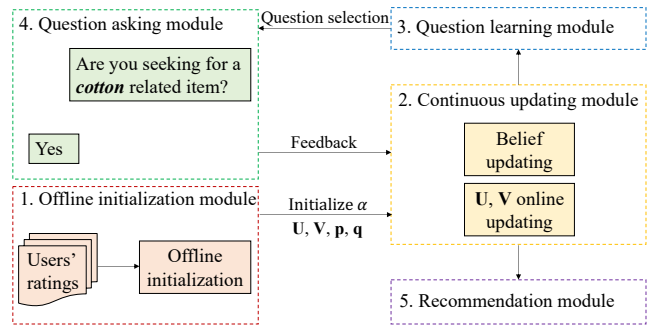 4. Question asking module
Are you seeking for a
cotton related item?
Yes
Question selection
3. Question learning module
2. Continuous updating module
Belief
updating
U, V online
updating
Feedback
1. Offline initialization module
Users'
ratings
Offline
initialization
Initialize α
U, V, p, q
5. Recommendation module